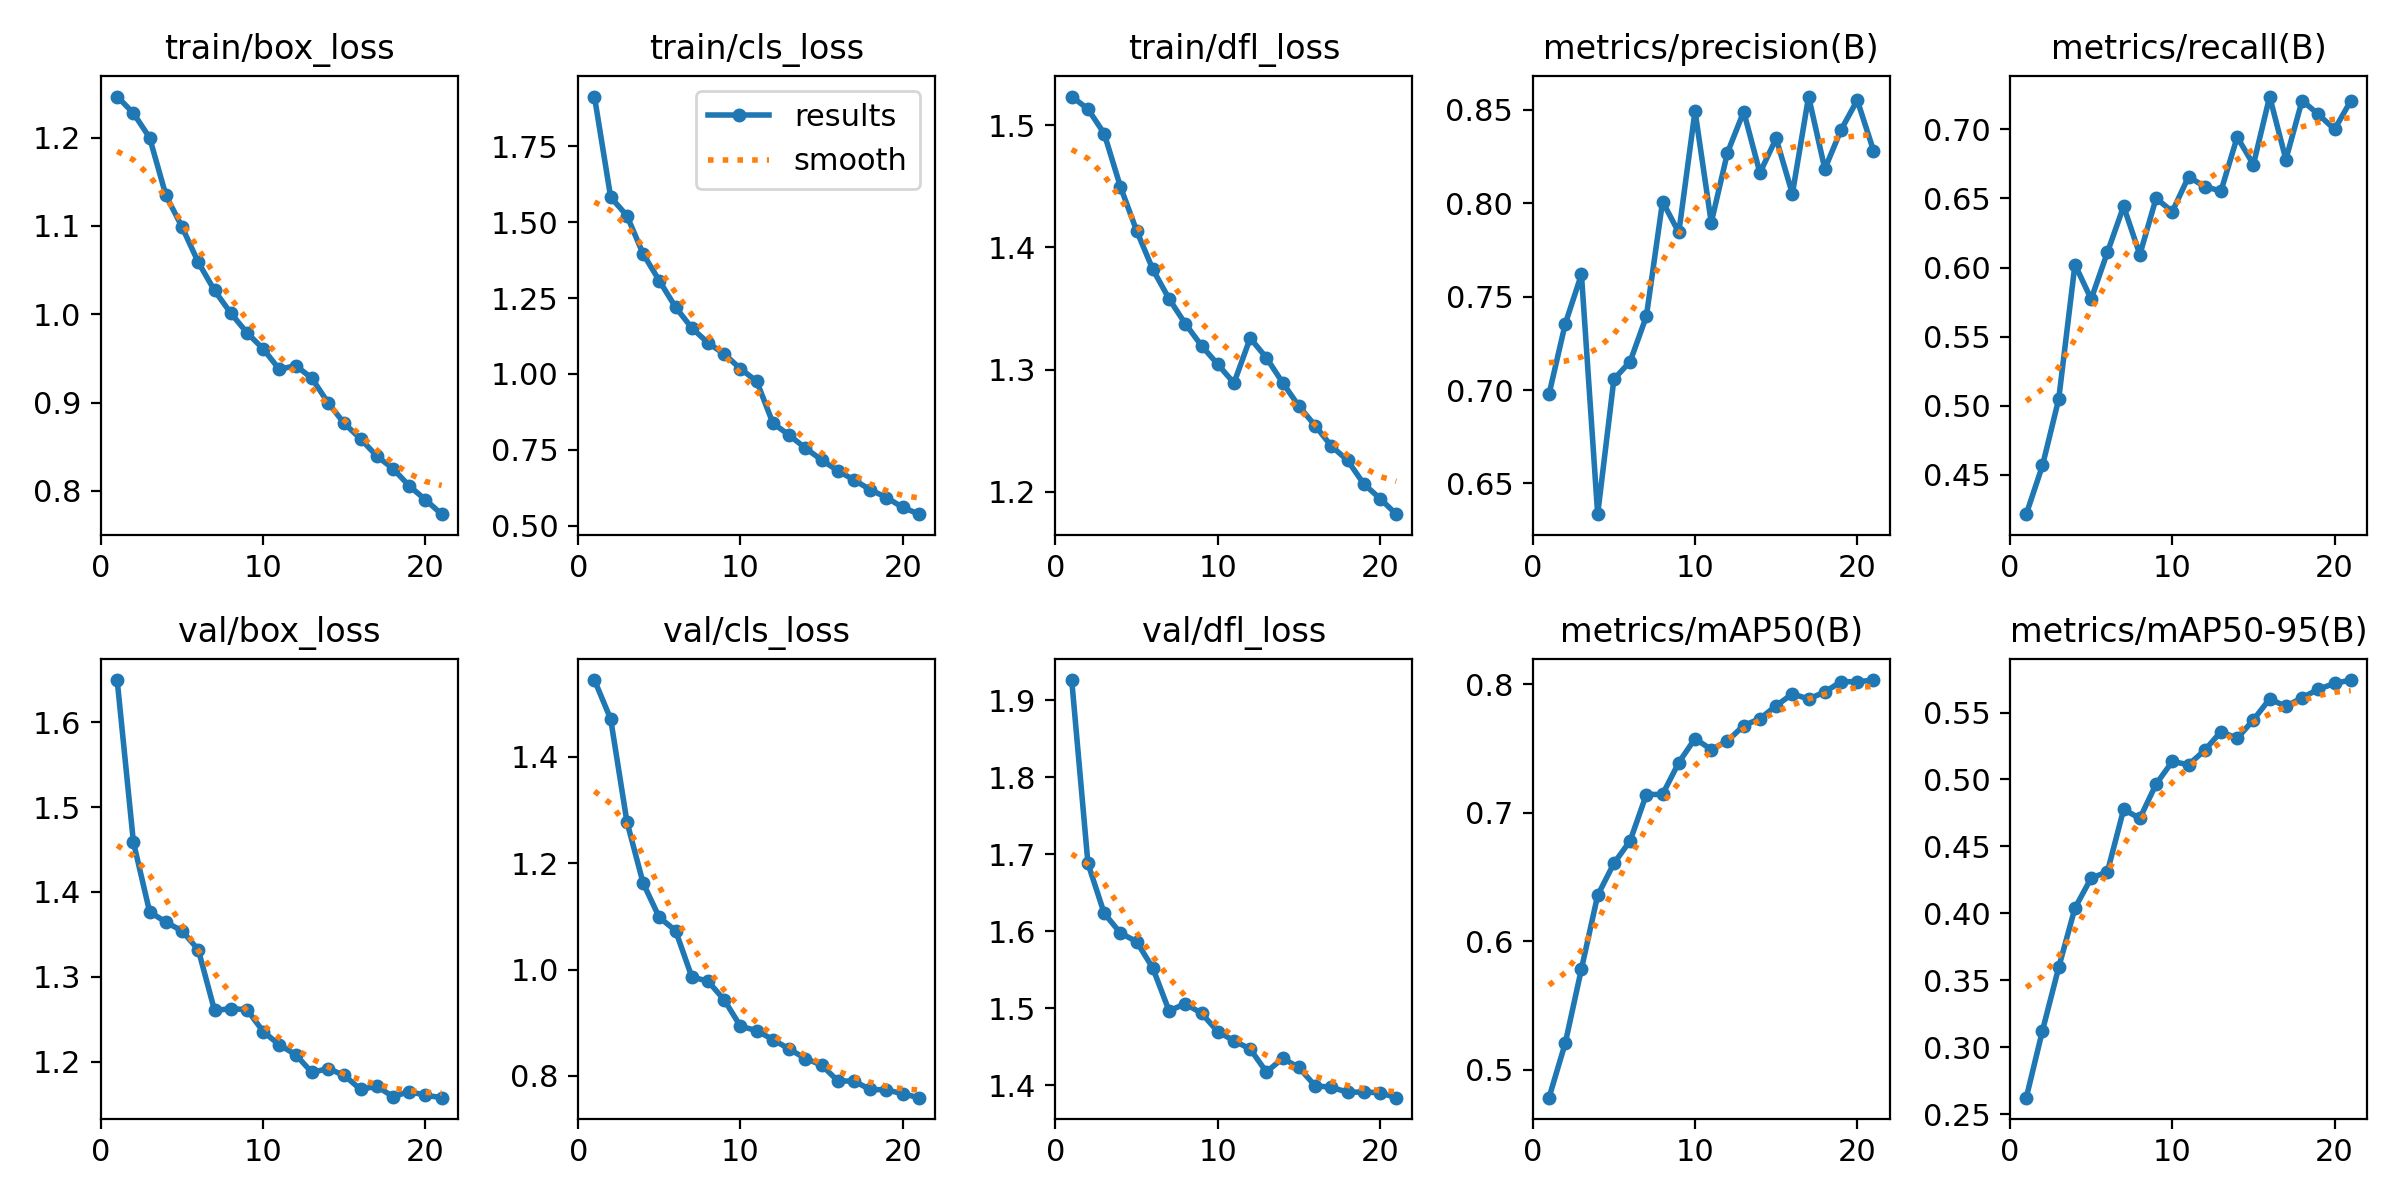 train/box_loss
1.2
1.1
1.0
0.9
0.8
0 10 20
train/cls_loss
results
smooth
1.75
1.50
1.25
1.00
0.75
0.50
0 10 20
train/dfl_loss
1.5
1.4
1.3
1.2
0 10 20
metrics/precision(B)
0.85
0.80
0.75
0.70
0.65
0 10 20
metrics/recall(B)
0.70
0.65
0.60
0.55
0.50
0.45
0 10 20
val/box_loss
1.6
1.5
1.4
1.3
1.2
0 10 20
val/cls_loss
1.4
1.2
1.0
0.8
0 10 20
val/dfl_loss
1.9
1.8
1.7
1.6
1.5
1.4
0 10 20
metrics/mAP50(B)
0.8
0.7
0.6
0.5
0 10 20
metrics/mAP50-95(B)
0.55
0.50
0.45
0.40
0.35
0.30
0.25
0 10 20